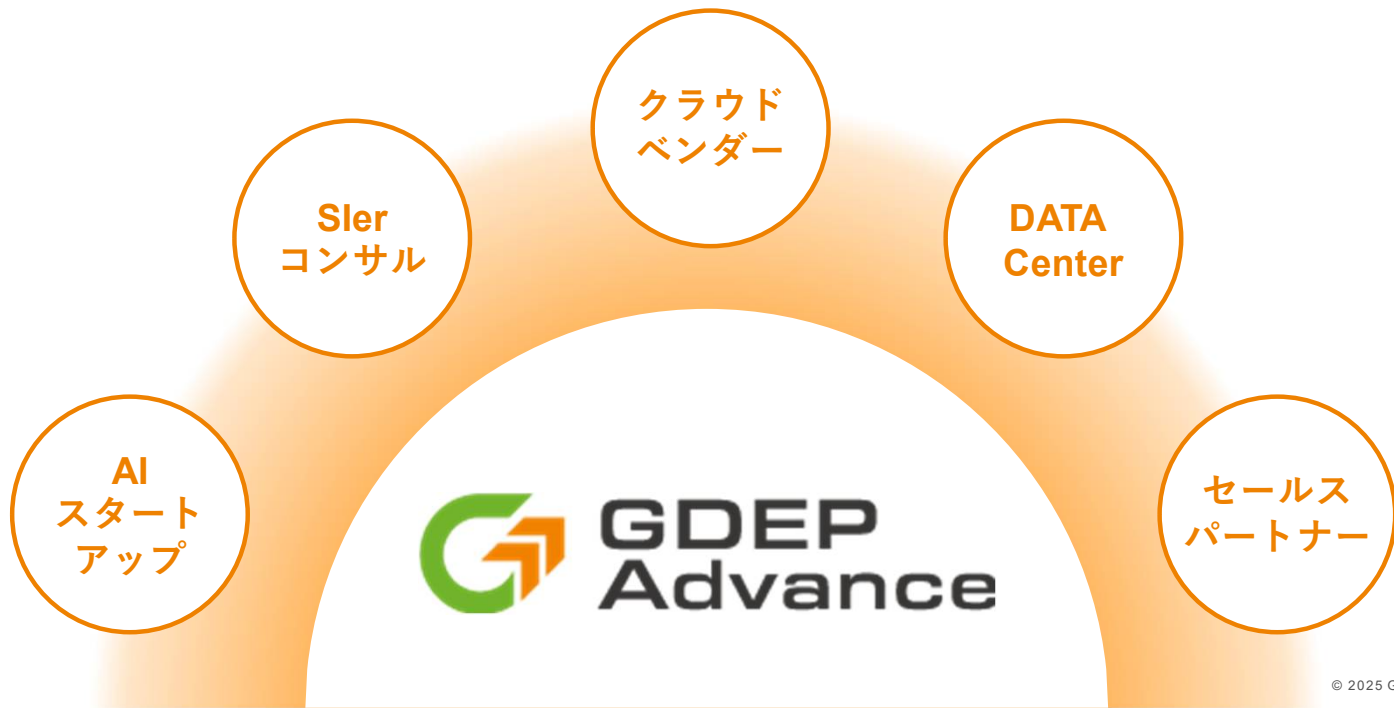 クラウド
ベンダー
SIer
コンサル
DATA
Center
AI
スタート
アップ
セールス
パートナー
GDEP
Advance
© 2025 G